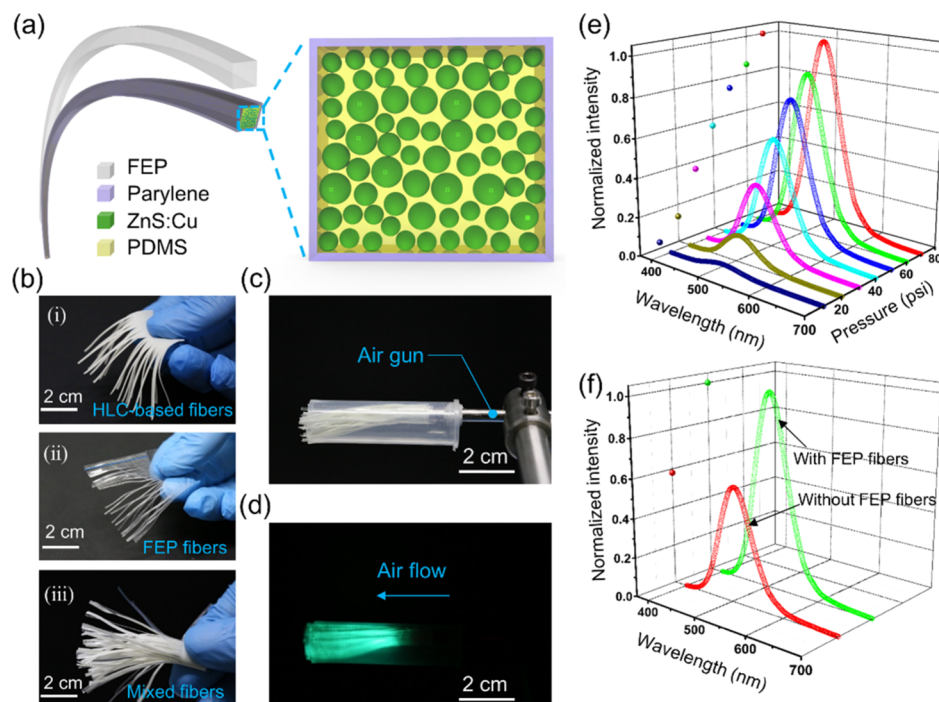 (a)
FEP
Parylene
ZnS:Cu
PDMS
(b)
(i)
2 cm
HLC-based fibers
(ii)
2 cm
FEP fibers
(iii)
2 cm
Mixed fibers
(c)
Air gun
2 cm
(d)
Air flow
2 cm
(e)
Normalized intensity
1.0
0.8
0.6
0.4
0.2
0.0
400
500
600
700
Wavelength (nm)
20
40
60
80
Pressure (psi)
(f)
Normalized intensity
1.0
0.8
0.6
0.4
0.2
0.0
400
500
600
700
Wavelength (nm)
With FEP fibers
Without FEP fibers